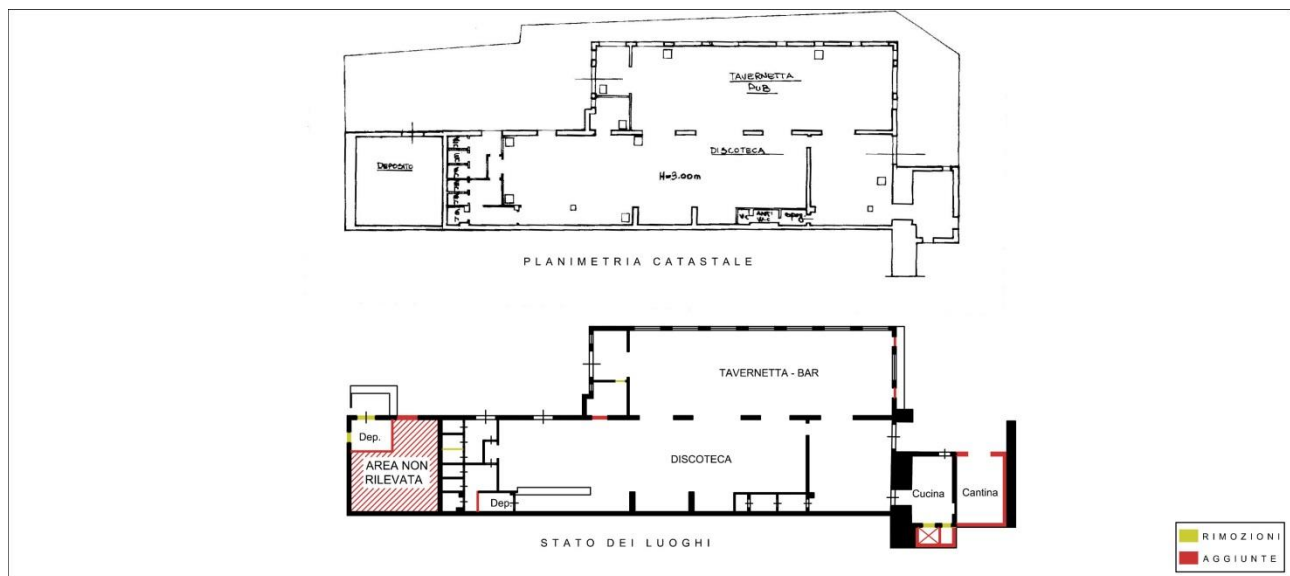 TAVERNETTA
PUB
DISCOTECA
DEPOSITO
H=3.00m
W.C.
ANTI
W.C.
PLANIMETRIA CATASTALE
TAVERNETTA - BAR
Dep.
AREA NON
RILEVATA
DISCOTECA
Cucina
Cantina
Dep.
STATO DEI LUOGHI
RIMOZIONI
AGGIUNTE